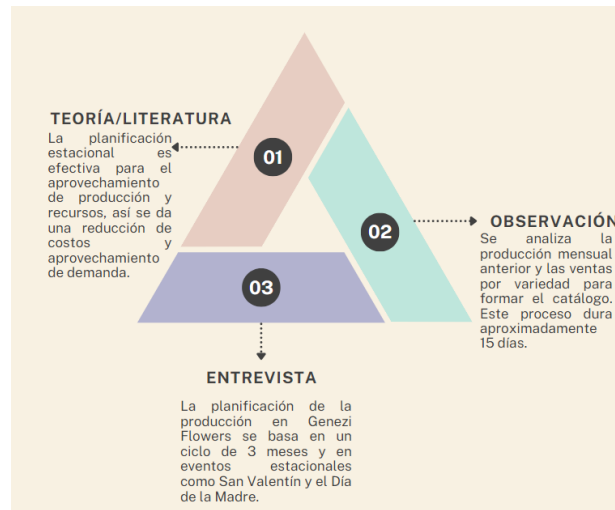 TEORÍA/LITERATURA
La planificación
estacional es
efectiva para el
aprovechamiento
de producción y
recursos, así se da
una reducción de
costos y
aprovechamiento
de demanda.
01
02
OBSERVACIÓN
Se analiza la
producción mensual
anterior y las ventas
por variedad para
formar el catálogo.
Este proceso dura
aproximadamente
15 días.
03
ENTREVISTA
La planificación de la
producción en Genezi
Flowers se basa en un
ciclo de 3 meses y en
eventos estacionales
como San Valentín y el Día
de la Madre.